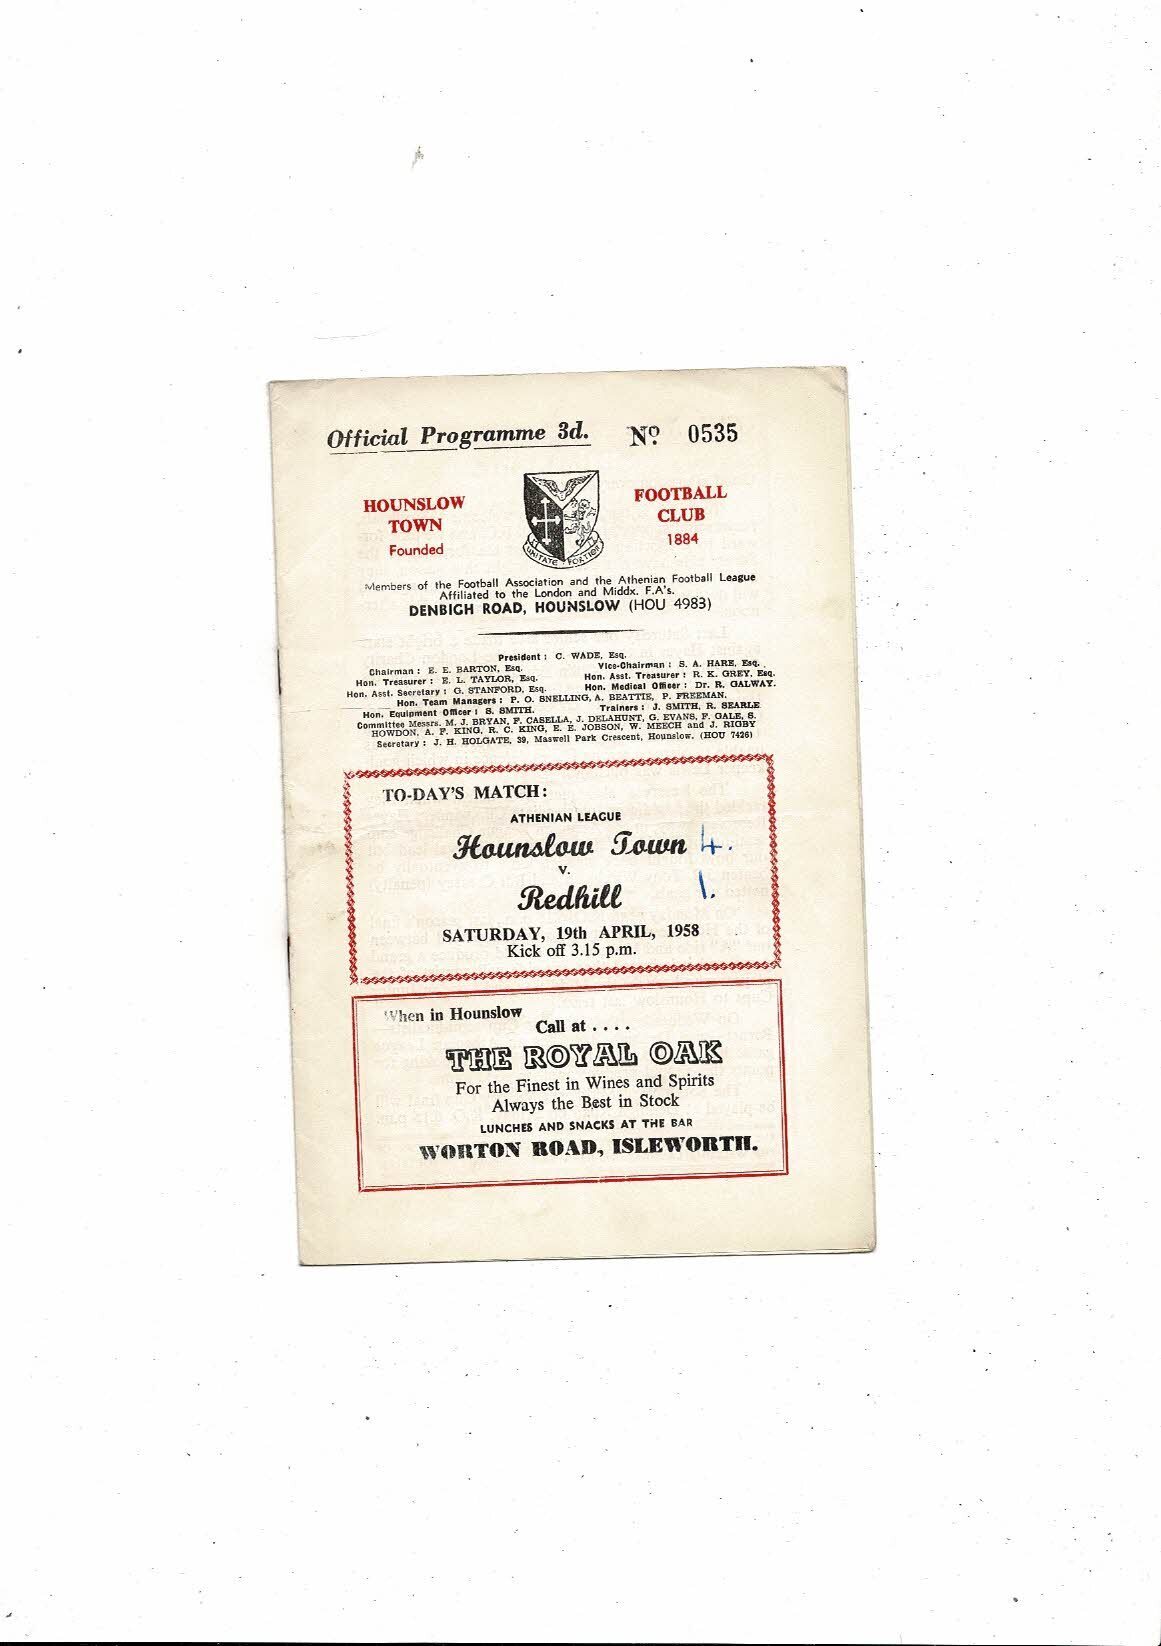 Official Programme 3d. No. 0535
HOUNSLOW TOWN FOOTBALL CLUB
Founded 1884
UNITATE FORTIOR
Members of the Football Association and the Athenian Football League
Affiliated to the London and Middx. F.A's.
DENBIGH ROAD, HOUNSLOW (HOU 4983)
President : C. WADE, Esq.
Chairman : E. E. BARTON, Esq. Vice-Chairman : S. A. HARE, Esq.
Hon. Treasurer : E. L. TAYLOR, Esq. Hon. Asst. Treasurer : R. K. GREY, Esq.
Hon. Asst. Secretary : G. STANFORD, Esq. Hon. Medical Officer : Dr. R. GALWAY.
Hon. Team Managers : P. O. SNELLING, A. BEATTIE, P. FREEMAN.
Hon. Equipment Officer : S. SMITH. Trainers : J. SMITH, R. SEARLE
Committee Messrs. M. J. BRYAN, F. CASELLA, J. DELAHUNT, G. EVANS, F. GALE, S.
HOWDON, A. F. KING, R. C. KING, E. E. JOBSON, W. MEECH and J. RIGBY
Secretary : J. H. HOLGATE, 39, Maswell Park Crescent, Hounslow. (HOU 7426)
TO-DAY'S MATCH :
ATHENIAN LEAGUE
Hounslow Town 4.
v.
Redhill 1.
SATURDAY, 19th APRIL, 1958
Kick off 3.15 p.m.
When in Hounslow
Call at . . . .
THE ROYAL OAK
For the Finest in Wines and Spirits
Always the Best in Stock
LUNCHES AND SNACKS AT THE BAR
WORTON ROAD, ISLEWORTH.